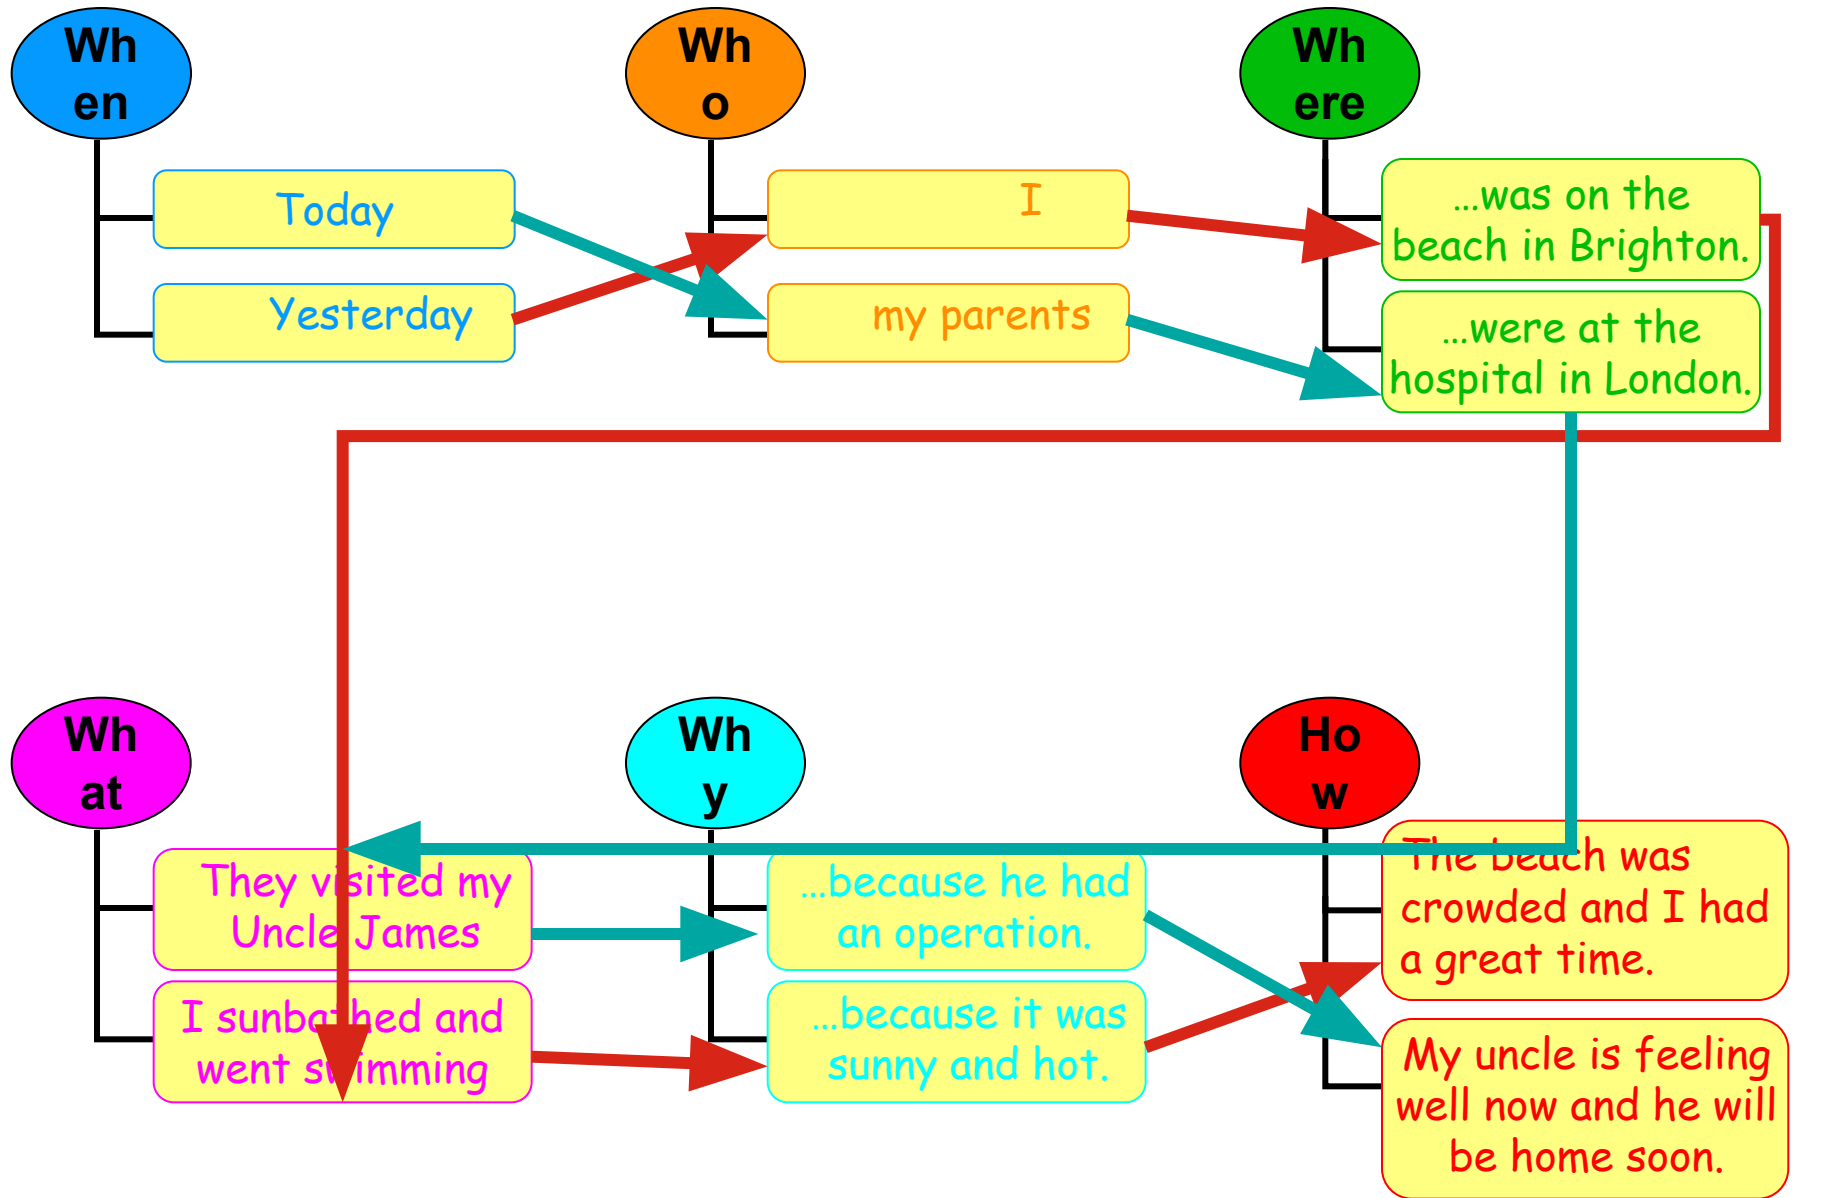 Wh
en
Today
Yesterday
Wh
o
I
my parents
Wh
ere
...was on the
beach in Brighton.
...were at the
hospital in London.
Wh
at
They visited my
Uncle James
I sunbathed and
went swimming
Wh
y
...because he had
an operation.
...because it was
sunny and hot.
Ho
w
The beach was
crowded and I had
a great time.
My uncle is feeling
well now and he will
be home soon.